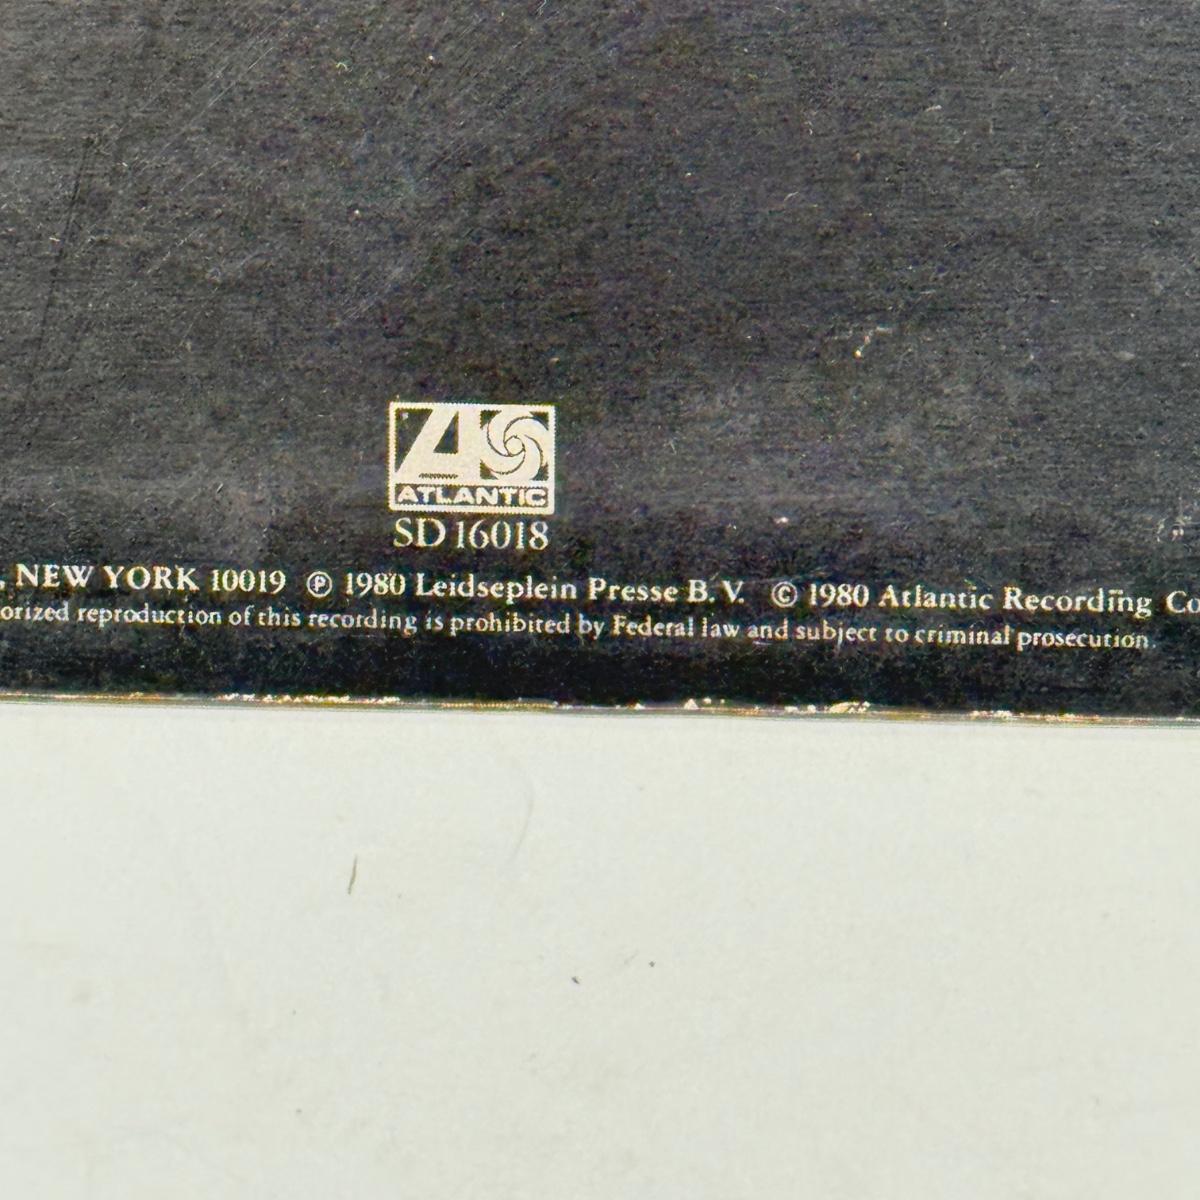 ATLANTIC
SD 16018
, NEW YORK 10019 ℗ 1980 Leidseplein Presse B.V. © 1980 Atlantic Recording Co
orized reproduction of this recording is prohibited by Federal law and subject to criminal prosecution.